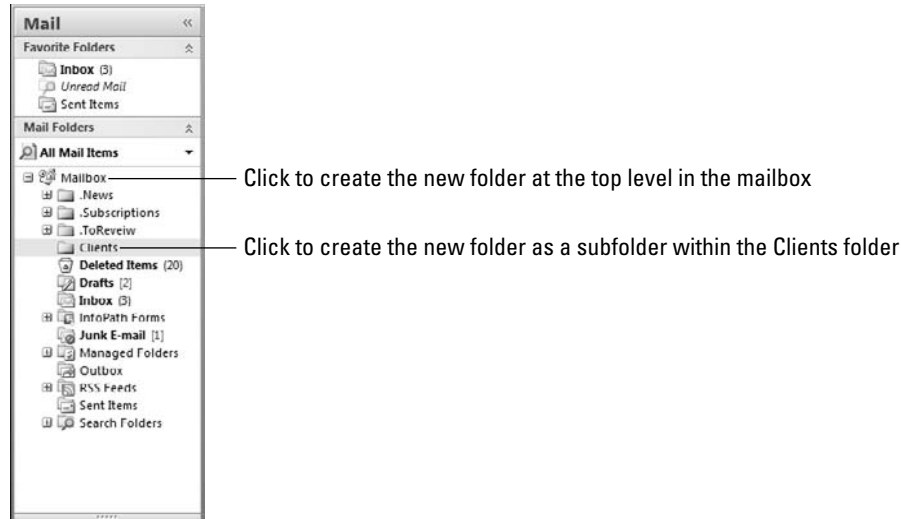 Mail «
Favorite Folders
Inbox (3)
Unread Mail
Sent Items
Mail Folders
All Mail Items
Mailbox
Click to create the new folder at the top level in the mailbox
.News
.Subscriptions
.ToReveiw
Clients
Click to create the new folder as a subfolder within the Clients folder
Deleted Items (20)
Drafts [2]
Inbox (3)
InfoPath Forms
Junk E-mail [1]
Managed Folders
Outbox
RSS Feeds
Sent Items
Search Folders